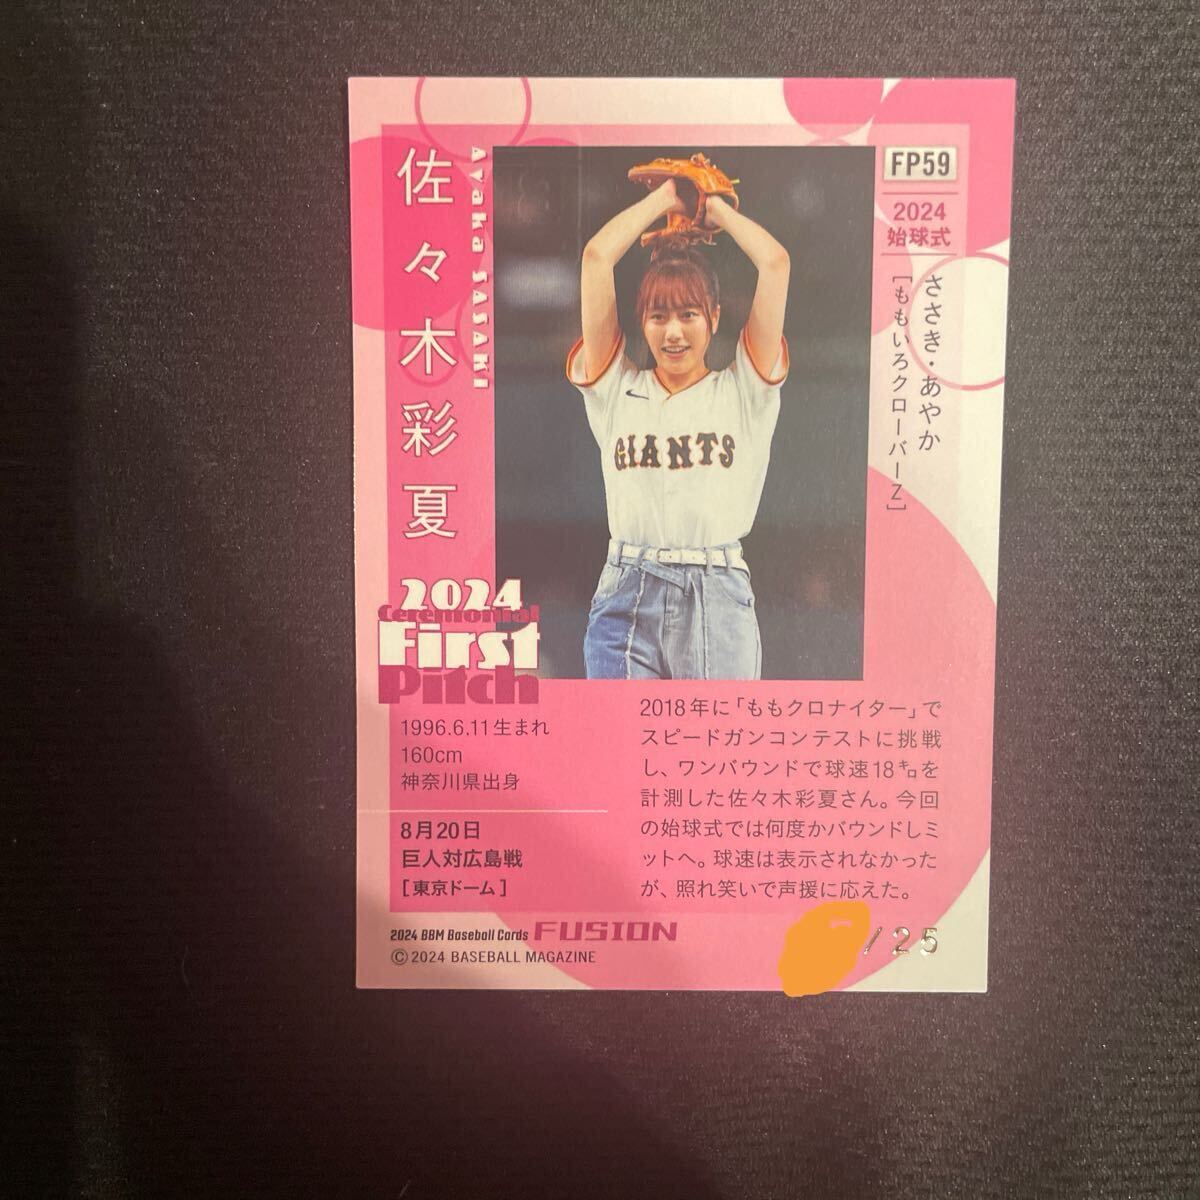 FP59
2024
始球式
ささき・あやか
[ももいろクローバーZ]
佐々木彩夏
Ayaka SASAKI
GIANTS
2024
Ceremonial
First
Pitch
1996.6.11生まれ
160cm
神奈川県出身
8月20日
巨人対広島戦
[東京ドーム]
2018年に「ももクロナイター」で
スピードガンコンテストに挑戦
し、ワンバウンドで球速18㌔を
計測した佐々木彩夏さん。今回
の始球式では何度かバウンドしミ
ットへ。球速は表示されなかった
が、照れ笑いで声援に応えた。
2024 BBM Baseball Cards FUSION
©2024 BASEBALL MAGAZINE
/25